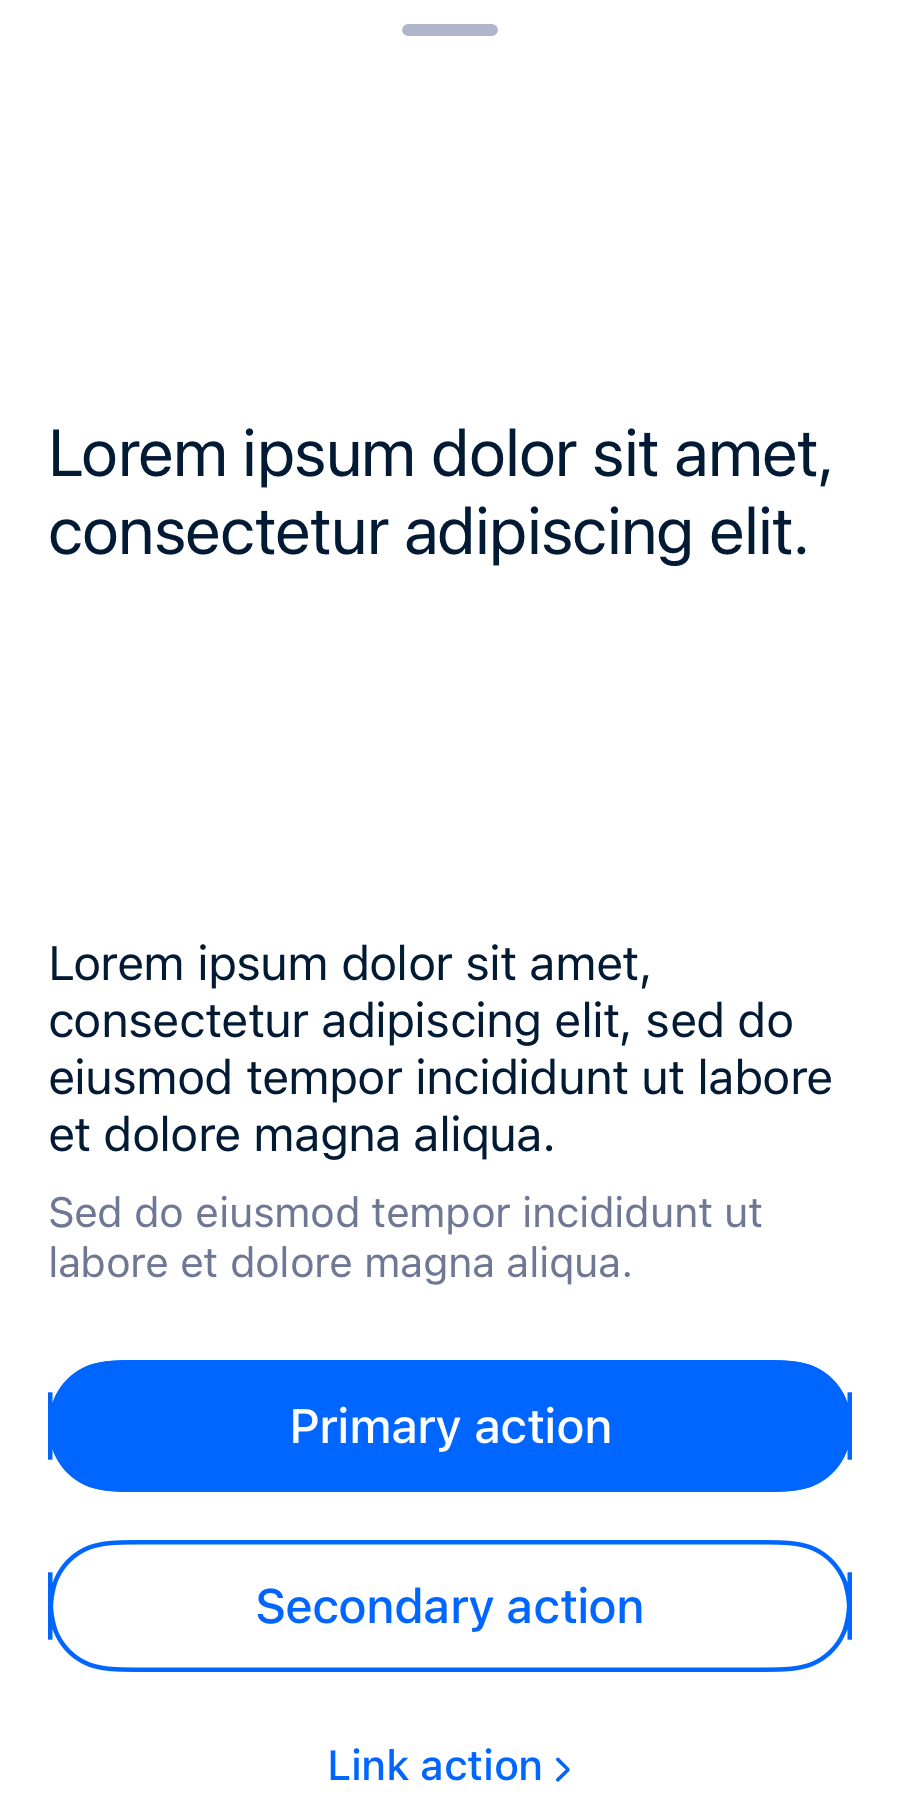 Lorem ipsum dolor sit amet,
consectetur adipiscing elit.
Lorem ipsum dolor sit amet,
consectetur adipiscing elit, sed do
eiusmod tempor incididunt ut labore
et dolore magna aliqua.
Sed do eiusmod tempor incididunt ut
labore et dolore magna aliqua.
Primary action
Secondary action
Link action